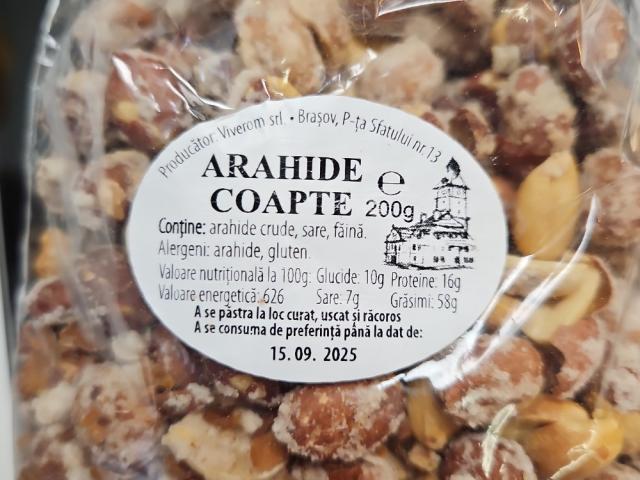 Producător: Viverom srl. • Brașov, P-ța Sfatului nr.13
ARAHIDE
COAPTE ℮ 200g
Conține: arahide crude, sare, făină.
Alergeni: arahide, gluten.
Valoare nutrițională la 100g: Glucide: 10g Proteine: 16g
Valoare energetică: 626 Sare: 7g Grăsimi: 58g
A se păstra la loc curat, uscat și răcoros
A se consuma de preferință până la dat de:
15.09. 2025